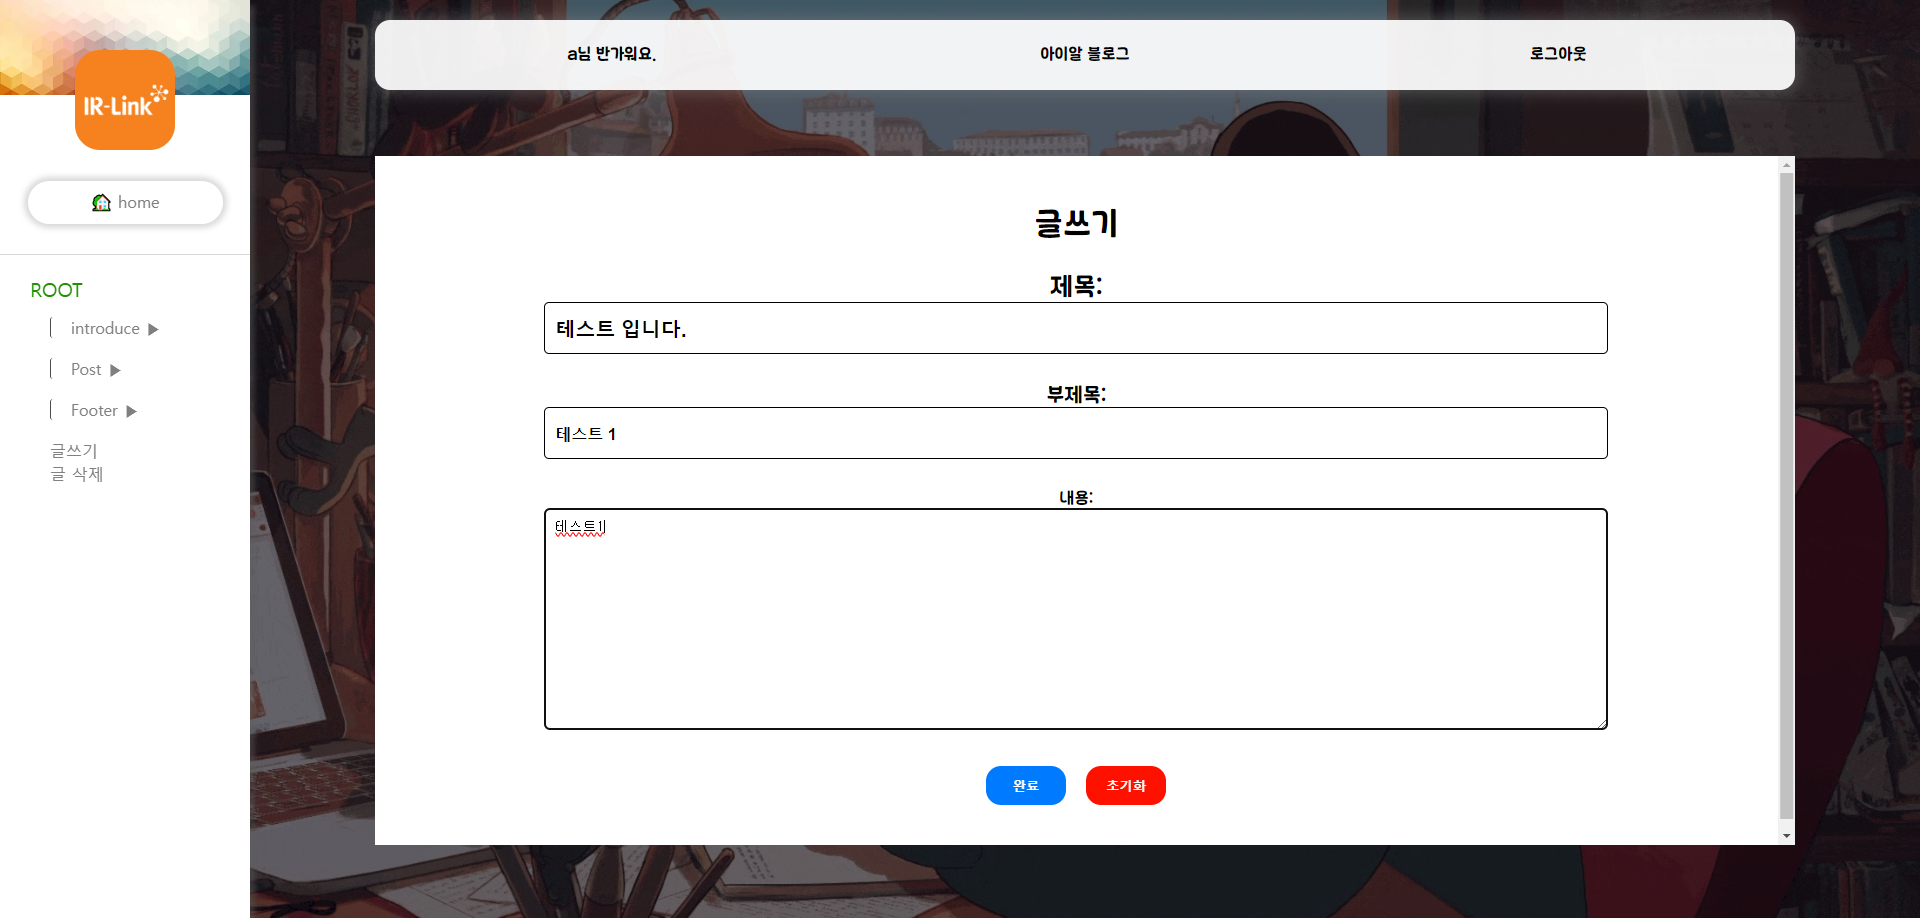 IR-Link
home
ROOT
introduce ▶
Post ▶
Footer ▶
글쓰기
글 삭제
a님 반가워요.
아이알 블로그
로그아웃
글쓰기
제목:
테스트 입니다.
부제목:
테스트 1
내용:
테스트1
완료
초기화